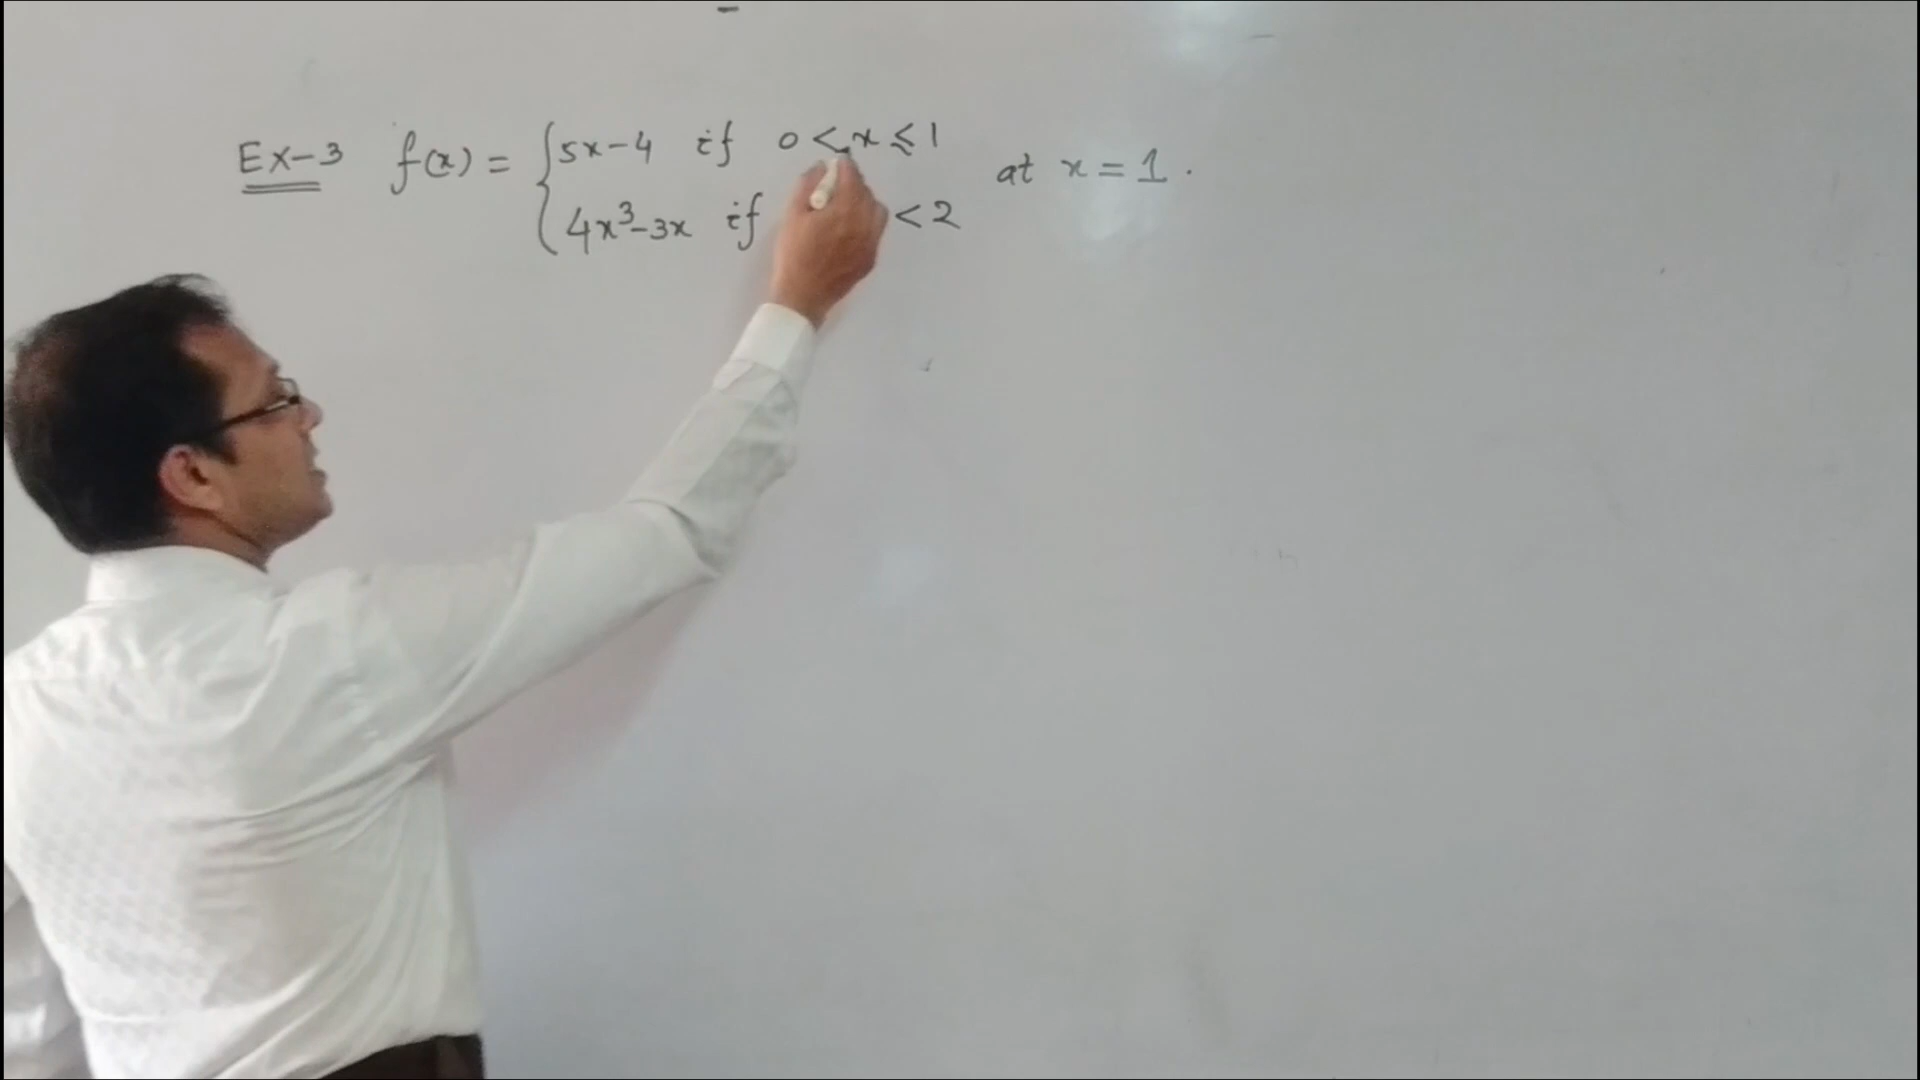 Ex-3 f(x) = { 5x-4 if 0 < x ≤ 1 at x = 1.
4x³-3x if < 2